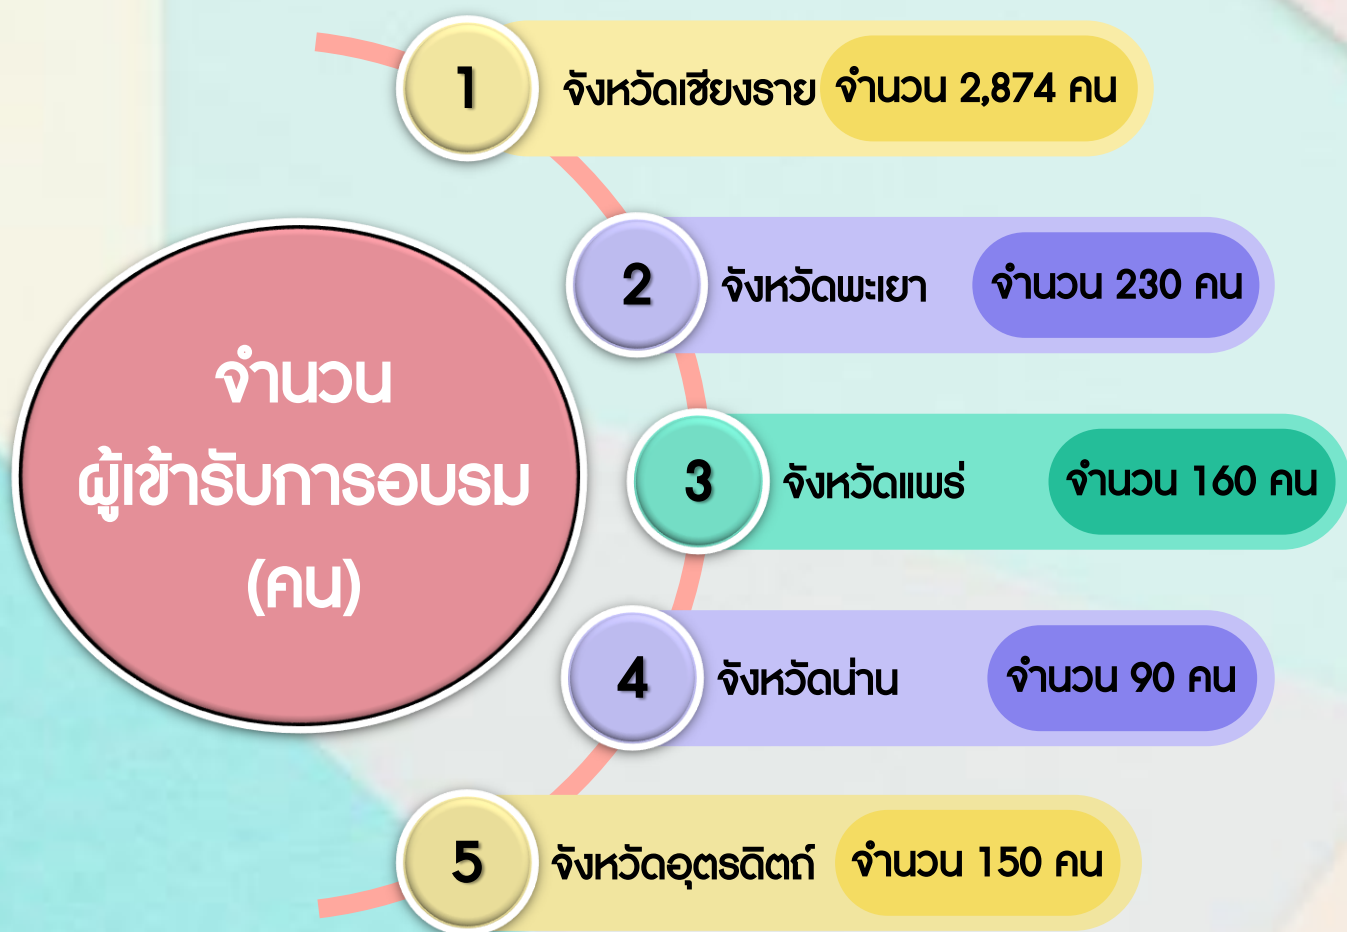 จำนวน
ผู้เข้ารับการอบรม
(คน)
1 จังหวัดเชียงราย จำนวน 2,874 คน
2 จังหวัดพะเยา จำนวน 230 คน
3 จังหวัดแพร่ จำนวน 160 คน
4 จังหวัดน่าน จำนวน 90 คน
5 จังหวัดอุตรดิตถ์ จำนวน 150 คน